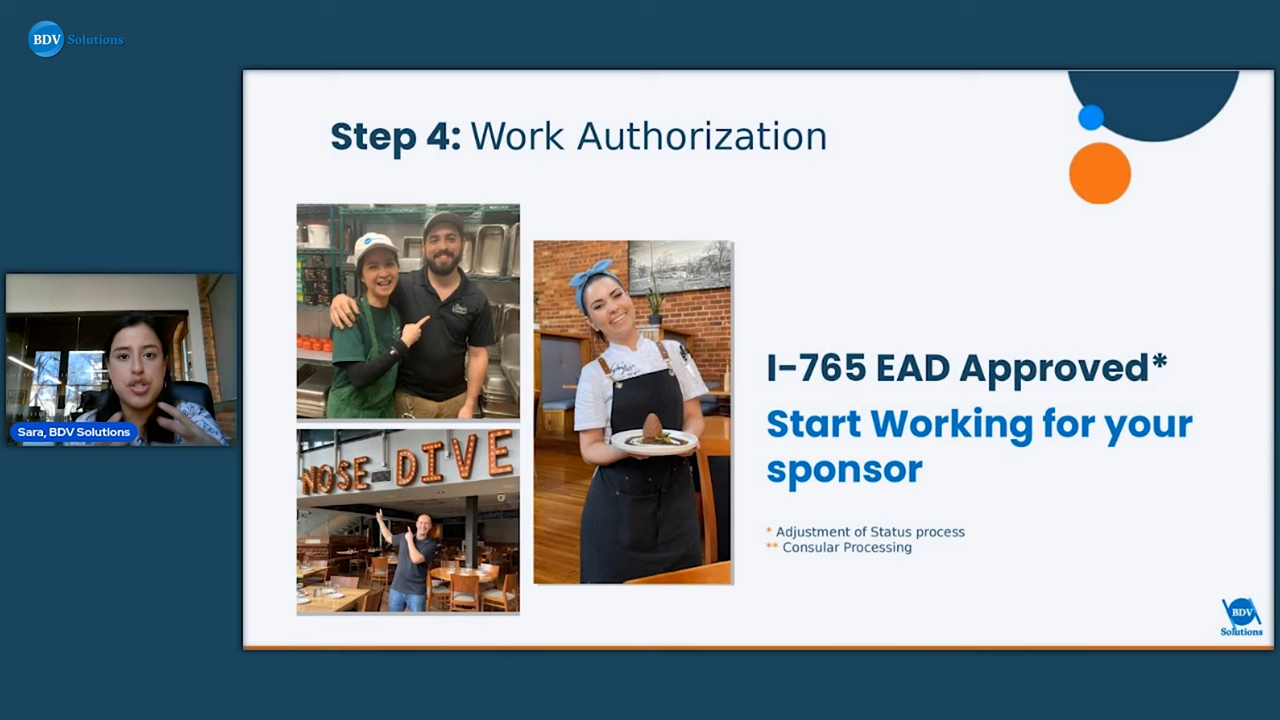 BDV Solutions
Step 4: Work Authorization
NOSE DIVE
I-765 EAD Approved*
Start Working for your
sponsor
* Adjustment of Status process
** Consular Processing
Sara, BDV Solutions
BDV
Solutions